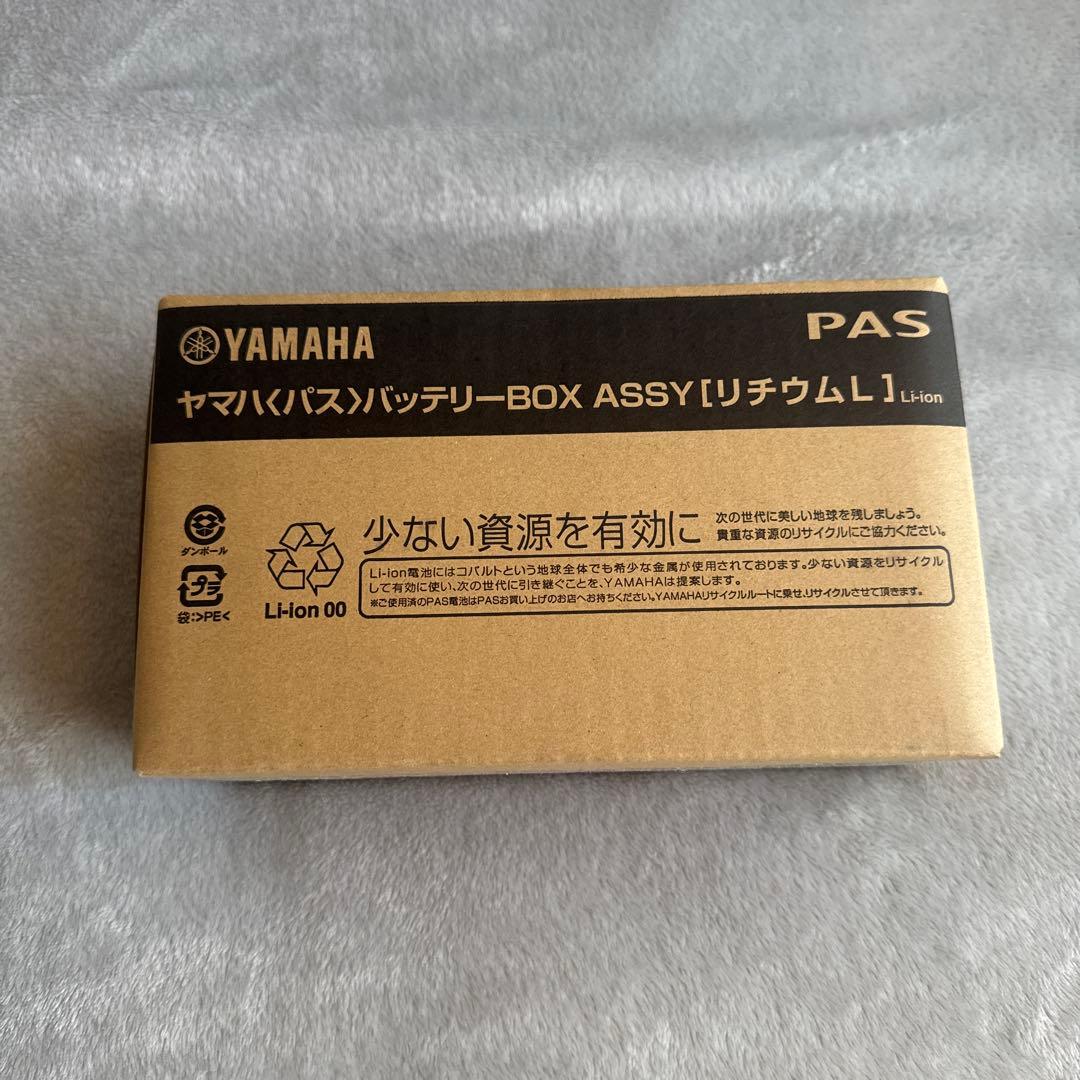 YAMAHA
PAS
ヤマハ〈パス〉バッテリーBOX ASSY[リチウムL] Li-ion
ダンボール
プラ
袋:>PE<
Li-ion 00
少ない資源を有効に
次の世代に美しい地球を残しましょう。
貴重な資源のリサイクルにご協力ください。
Li-ion電池にはコバルトという地球全体でも希少な金属が使用されております。少ない資源をリサイクル
して有効に使い、次の世代に引き継ぐことを、YAMAHAは提案します。
※ご使用済のPAS電池はPASお買い上げのお店へお持ちください。YAMAHAリサイクルルートに乗せ、リサイクルさせて頂きます。